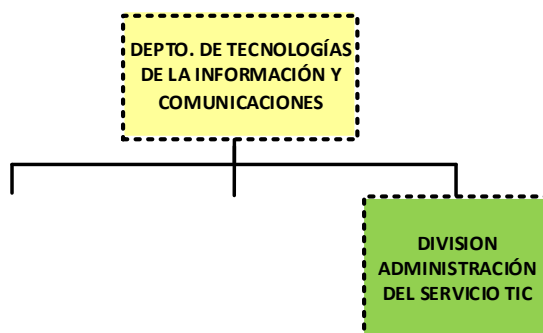 DEPTO. DE TECNOLOGÍAS
DE LA INFORMACIÓN Y
COMUNICACIONES
DIVISION
ADMINISTRACIÓN
DEL SERVICIO TIC